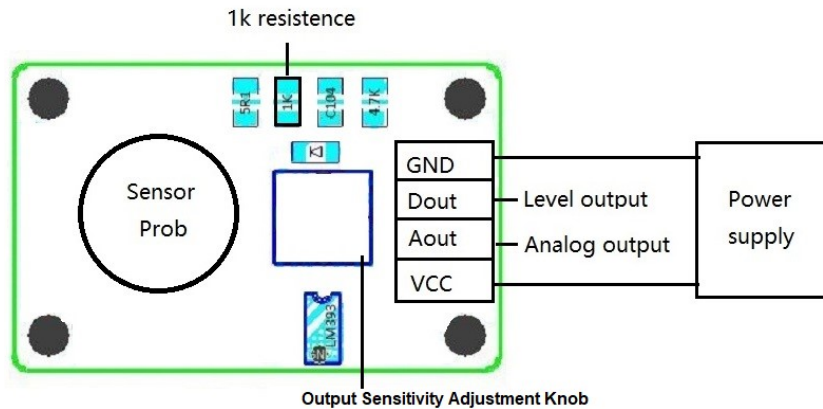 1k resistence
5R1
1K
C104
4.7K
Sensor
Prob
GND
Dout
Aout
VCC
Level output
Analog output
Power
supply
LM393
Output Sensitivity Adjustment Knob